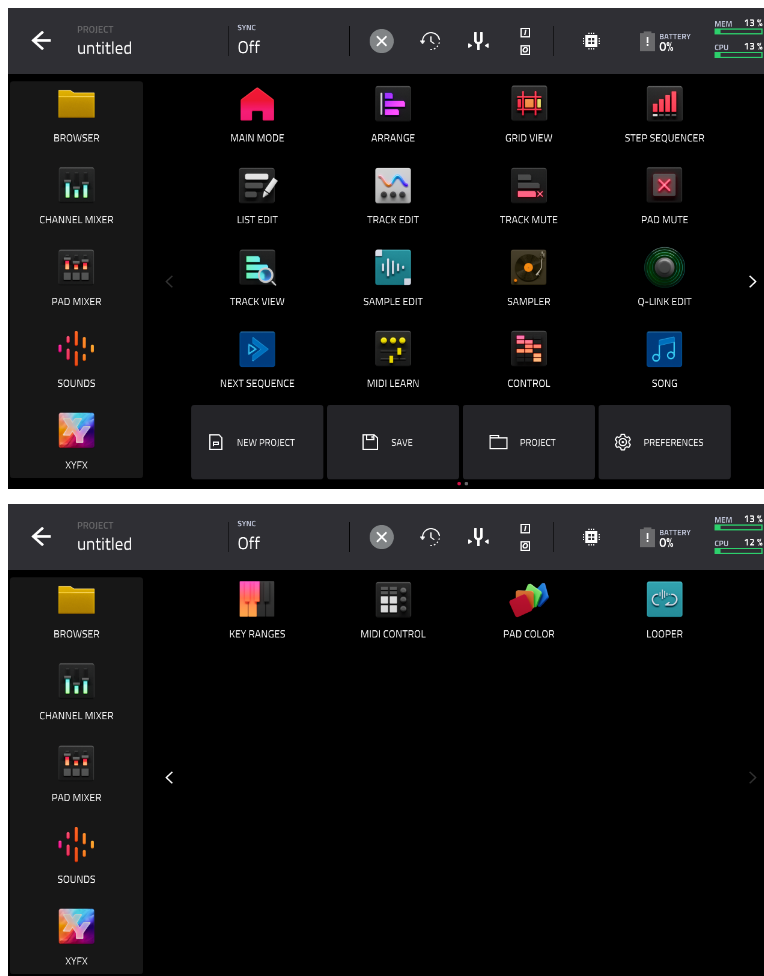 PROJECT
untitled
SYNC
Off
BATTERY
0%
MEM 13 %
CPU 13 %
BROWSER
MAIN MODE
ARRANGE
GRID VIEW
STEP SEQUENCER
CHANNEL MIXER
LIST EDIT
TRACK EDIT
TRACK MUTE
PAD MUTE
PAD MIXER
TRACK VIEW
SAMPLE EDIT
SAMPLER
Q-LINK EDIT
SOUNDS
NEXT SEQUENCE
MIDI LEARN
CONTROL
SONG
XYFX
NEW PROJECT
SAVE
PROJECT
PREFERENCES
PROJECT
untitled
SYNC
Off
BATTERY
0%
MEM 13 %
CPU 12 %
BROWSER
KEY RANGES
MIDI CONTROL
PAD COLOR
LOOPER
CHANNEL MIXER
PAD MIXER
SOUNDS
XYFX